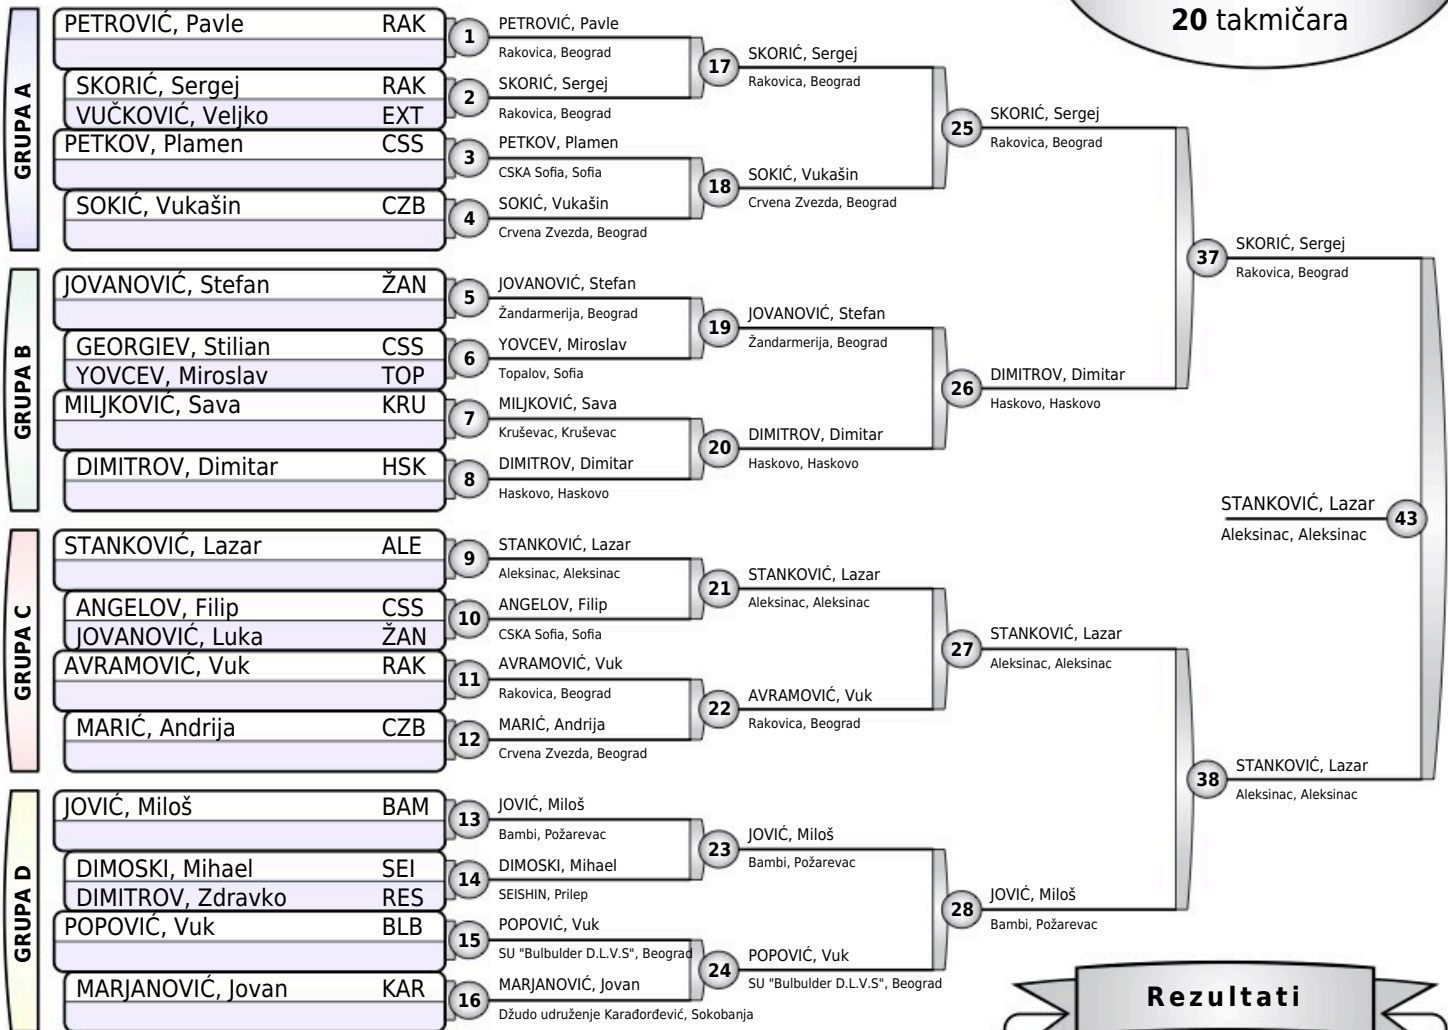 20 takmičara
GRUPA A
PETROVIĆ, Pavle RAK
SKORIĆ, Sergej RAK
VUČKOVIĆ, Veljko EXT
PETKOV, Plamen CSS
SOKIĆ, Vukašin CZB
GRUPA B
JOVANOVIĆ, Stefan ŽAN
GEORGIEV, Stilian CSS
YOVCEV, Miroslav TOP
MILJKOVIĆ, Sava KRU
DIMITROV, Dimitar HSK
GRUPA C
STANKOVIĆ, Lazar ALE
ANGELOV, Filip CSS
JOVANOVIĆ, Luka ŽAN
AVRAMOVIĆ, Vuk RAK
MARIĆ, Andrija CZB
GRUPA D
JOVIĆ, Miloš BAM
DIMOSKI, Mihael SEI
DIMITROV, Zdravko RES
POPOVIĆ, Vuk BLB
MARJANOVIĆ, Jovan KAR
1 PETROVIĆ, Pavle
Rakovica, Beograd
2 SKORIĆ, Sergej
Rakovica, Beograd
3 PETKOV, Plamen
CSKA Sofia, Sofia
4 SOKIĆ, Vukašin
Crvena Zvezda, Beograd
5 JOVANOVIĆ, Stefan
Žandarmerija, Beograd
6 YOVCEV, Miroslav
Topalov, Sofia
7 MILJKOVIĆ, Sava
Kruševac, Kruševac
8 DIMITROV, Dimitar
Haskovo, Haskovo
9 STANKOVIĆ, Lazar
Aleksinac, Aleksinac
10 ANGELOV, Filip
CSKA Sofia, Sofia
11 AVRAMOVIĆ, Vuk
Rakovica, Beograd
12 MARIĆ, Andrija
Crvena Zvezda, Beograd
13 JOVIĆ, Miloš
Bambi, Požarevac
14 DIMOSKI, Mihael
SEISHIN, Prilep
15 POPOVIĆ, Vuk
SU "Bulbulder D.L.V.S", Beograd
16 MARJANOVIĆ, Jovan
Džudo udruženje Karađorđević, Sokobanja
17 SKORIĆ, Sergej
Rakovica, Beograd
18 SOKIĆ, Vukašin
Crvena Zvezda, Beograd
19 JOVANOVIĆ, Stefan
Žandarmerija, Beograd
20 DIMITROV, Dimitar
Haskovo, Haskovo
21 STANKOVIĆ, Lazar
Aleksinac, Aleksinac
22 AVRAMOVIĆ, Vuk
Rakovica, Beograd
23 JOVIĆ, Miloš
Bambi, Požarevac
24 POPOVIĆ, Vuk
SU "Bulbulder D.L.V.S", Beograd
25 SKORIĆ, Sergej
Rakovica, Beograd
26 DIMITROV, Dimitar
Haskovo, Haskovo
27 STANKOVIĆ, Lazar
Aleksinac, Aleksinac
28 JOVIĆ, Miloš
Bambi, Požarevac
37 SKORIĆ, Sergej
Rakovica, Beograd
38 STANKOVIĆ, Lazar
Aleksinac, Aleksinac
STANKOVIĆ, Lazar 43
Aleksinac, Aleksinac
Rezultati